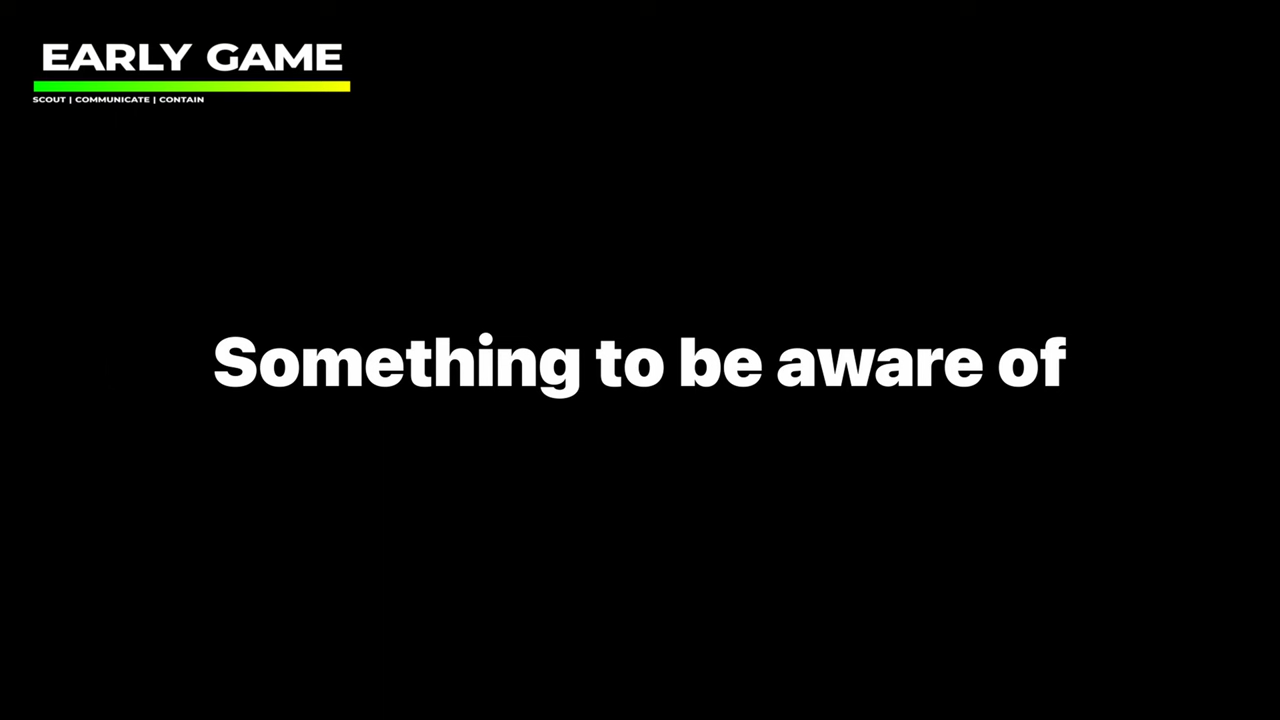 EARLY GAME
SCOUT | COMMUNICATE | CONTAIN
Something to be aware of